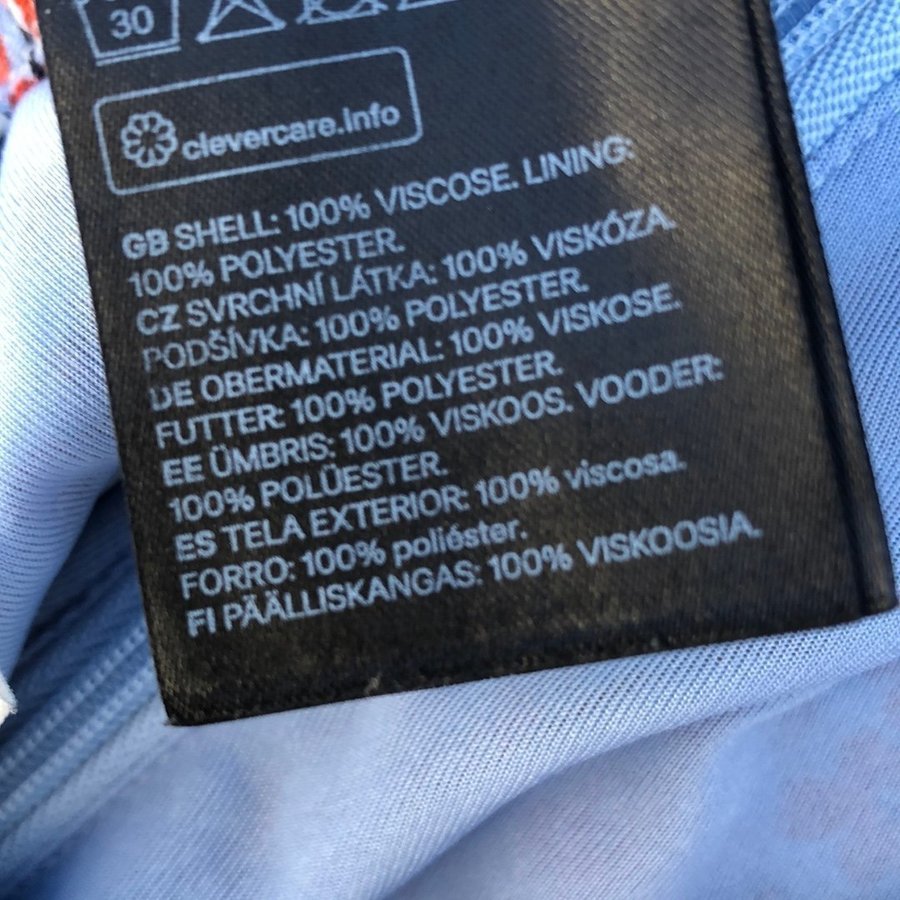 30
clevercare.info
GB SHELL: 100% VISCOSE. LINING:
100% POLYESTER.
CZ SVRCHNÍ LÁTKA: 100% VISKÓZA.
PODŠÍVKA: 100% POLYESTER.
DE OBERMATERIAL: 100% VISKOSE.
FUTTER: 100% POLYESTER.
EE ÜMBRIS: 100% VISKOOS. VOODER:
100% POLÜESTER.
ES TELA EXTERIOR: 100% viscosa.
FORRO: 100% poliéster.
FI PÄÄLLISKANGAS: 100% VISKOOSIA.